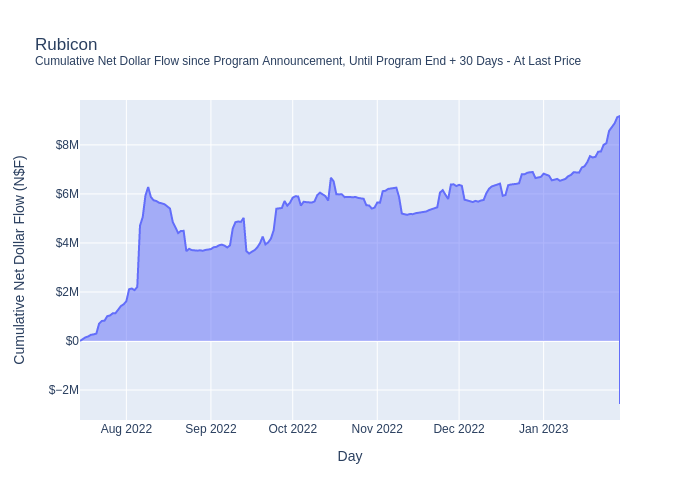 Rubicon
Cumulative Net Dollar Flow since Program Announcement, Until Program End + 30 Days - At Last Price
Cumulative Net Dollar Flow (N$F)
$8M
$6M
$4M
$2M
$0
$−2M
Aug 2022
Sep 2022
Oct 2022
Nov 2022
Dec 2022
Jan 2023
Day